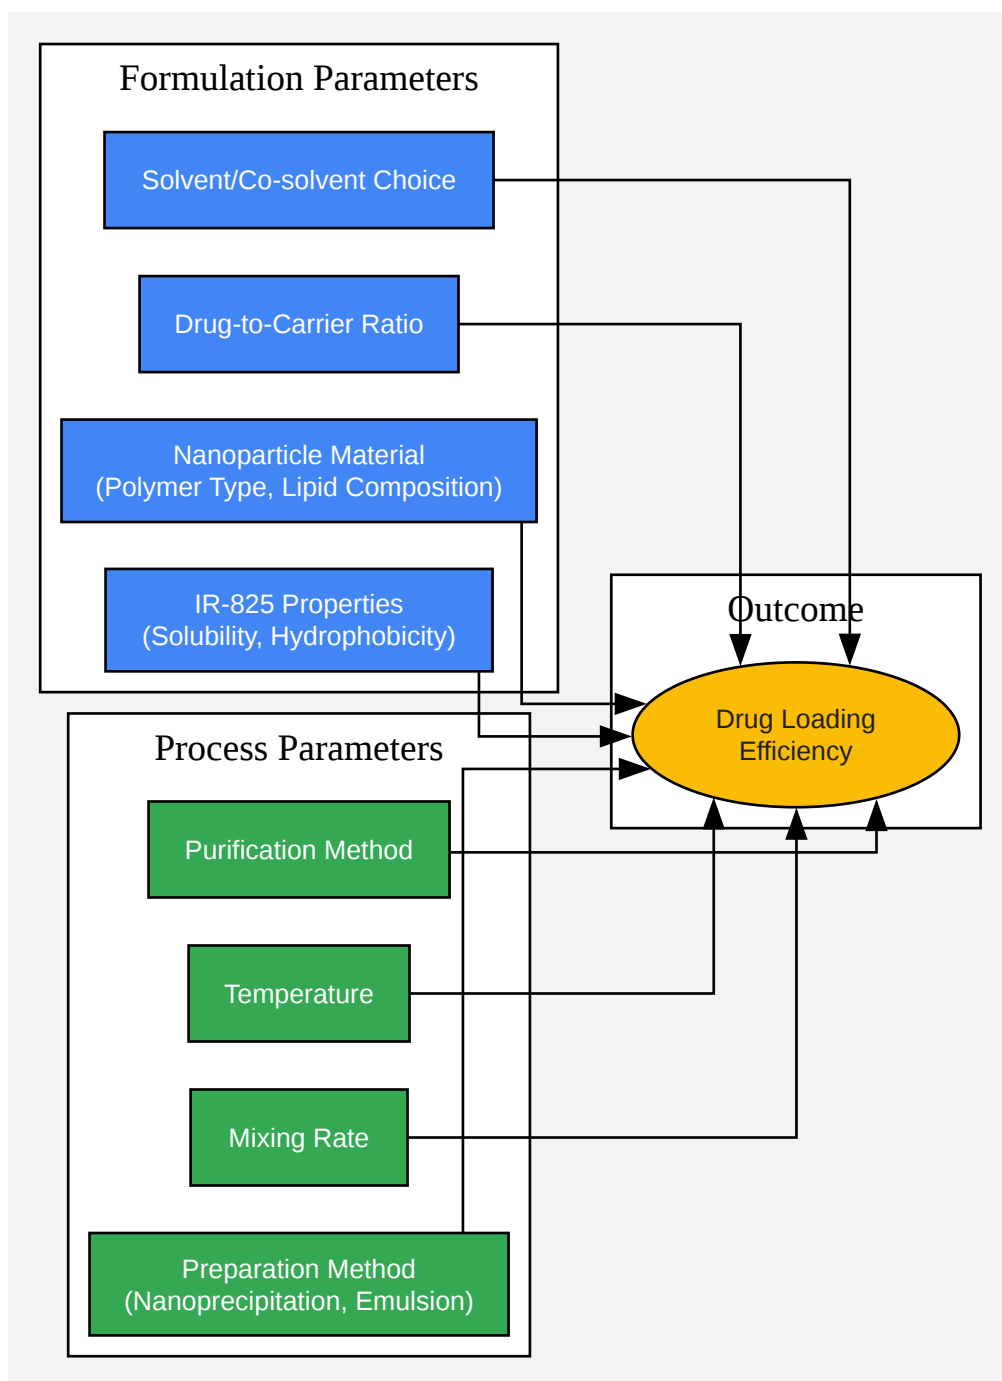 Formulation Parameters
Solvent/Co-solvent Choice
Drug-to-Carrier Ratio
Nanoparticle Material
(Polymer Type, Lipid Composition)
IR-825 Properties
(Solubility, Hydrophobicity)
Outcome
Drug Loading
Efficiency
Process Parameters
Purification Method
Temperature
Mixing Rate
Preparation Method
(Nanoprecipitation, Emulsion)